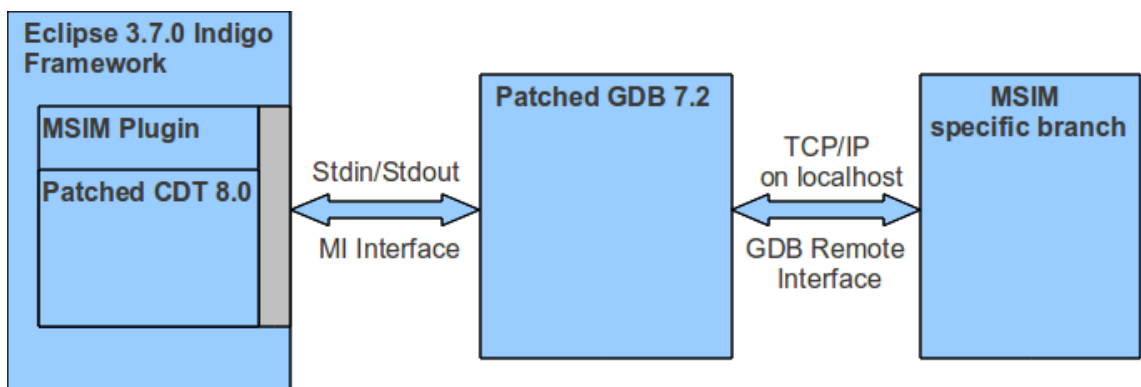 Eclipse 3.7.0 Indigo
Framework
MSIM Plugin
Patched CDT 8.0
Stdin/Stdout
MI Interface
Patched GDB 7.2
TCP/IP
on localhost
GDB Remote
Interface
MSIM
specific branch